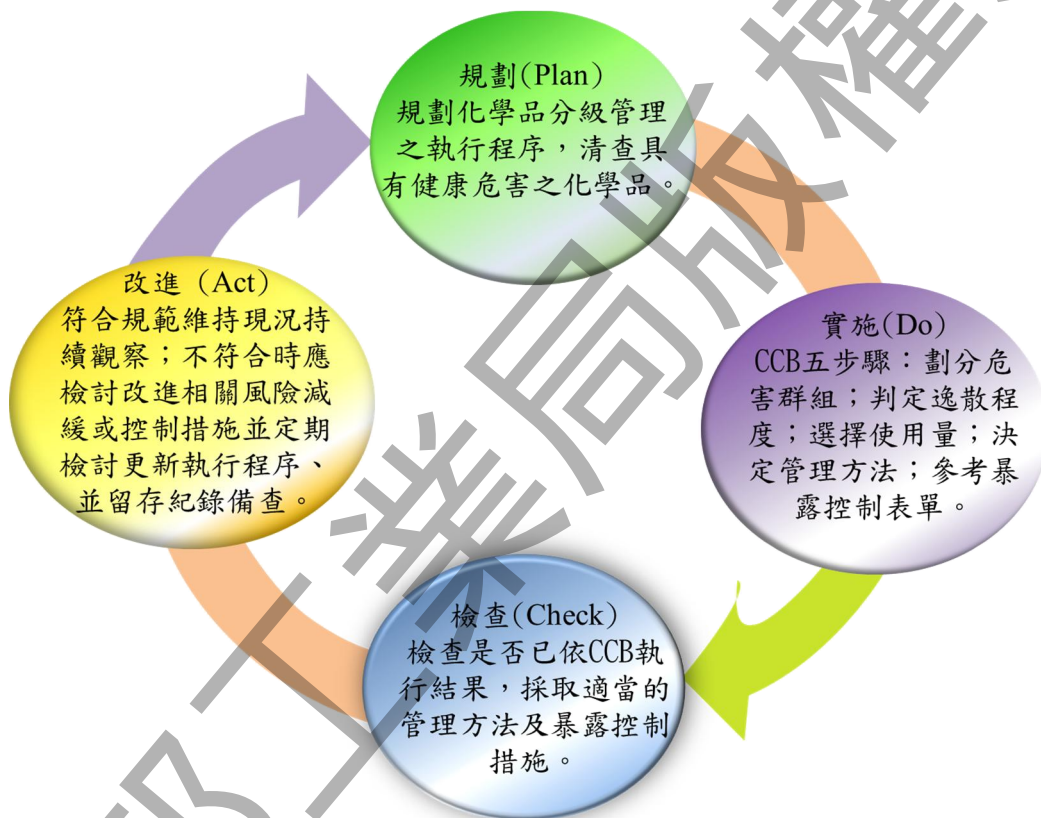 規劃(Plan)
規劃化學品分級管理
之執行程序，清查具
有健康危害之化學品。
改進（Act）
符合規範維持現況持
續觀察；不符合時應
檢討改進相關風險減
緩或控制措施並定期
檢討更新執行程序、
並留存紀錄備查。
實施(Do)
CCB五步驟：劃分危
害群組；判定逸散程
度；選擇使用量；決
定管理方法；參考暴
露控制表單。
檢查(Check)
檢查是否已依CCB執
行結果，採取適當的
管理方法及暴露控制
措施。
部工業局版權